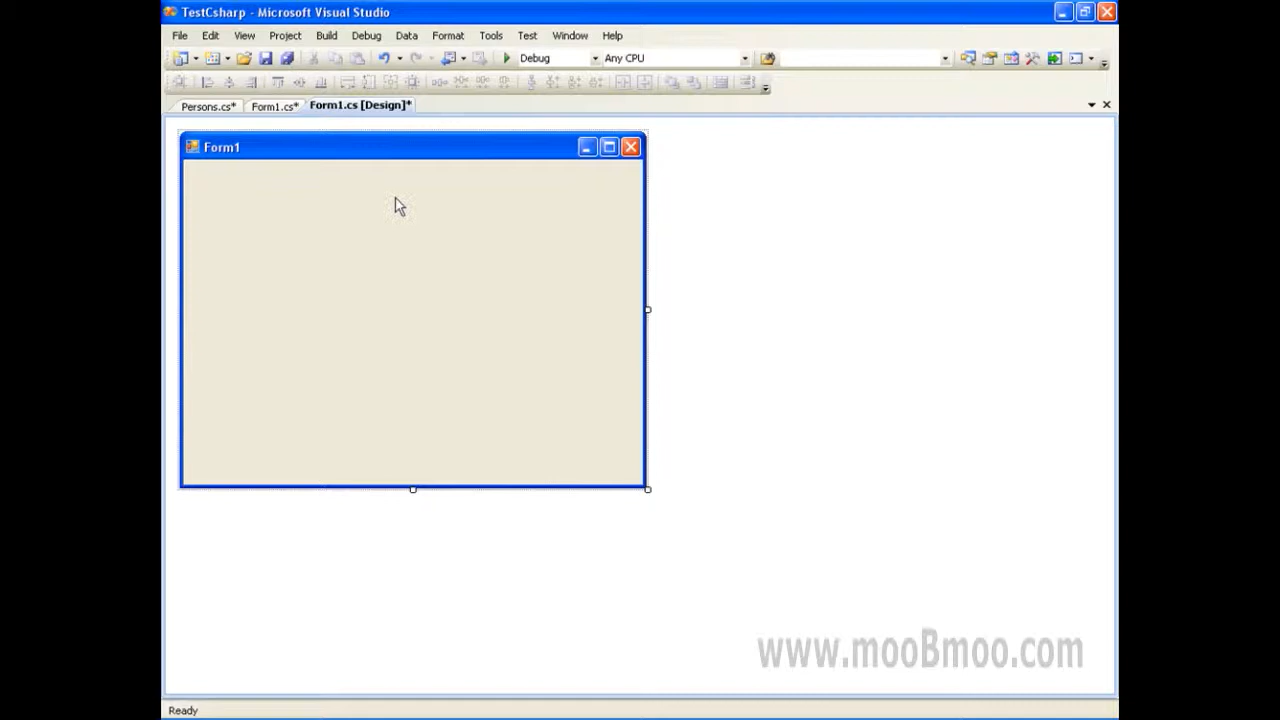 TestCsharp - Microsoft Visual Studio
File Edit View Project Build Debug Data Format Tools Test Window Help
Debug Any CPU
Persons.cs* Form1.cs* Form1.cs [Design]*
Form1
www.mooBmoo.com
Ready